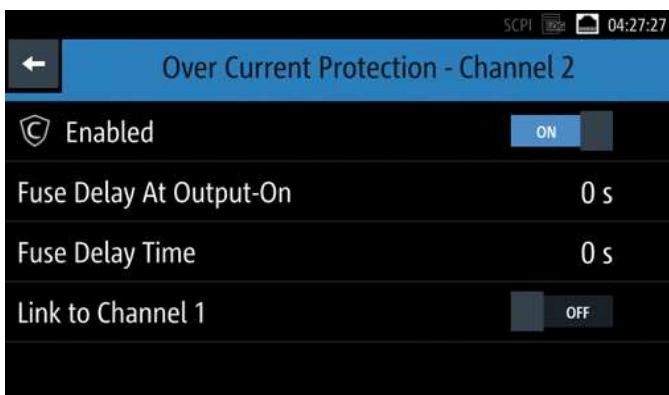 SCPI 04:27:27
Over Current Protection - Channel 2
C Enabled ON
Fuse Delay At Output-On 0 s
Fuse Delay Time 0 s
Link to Channel 1 OFF